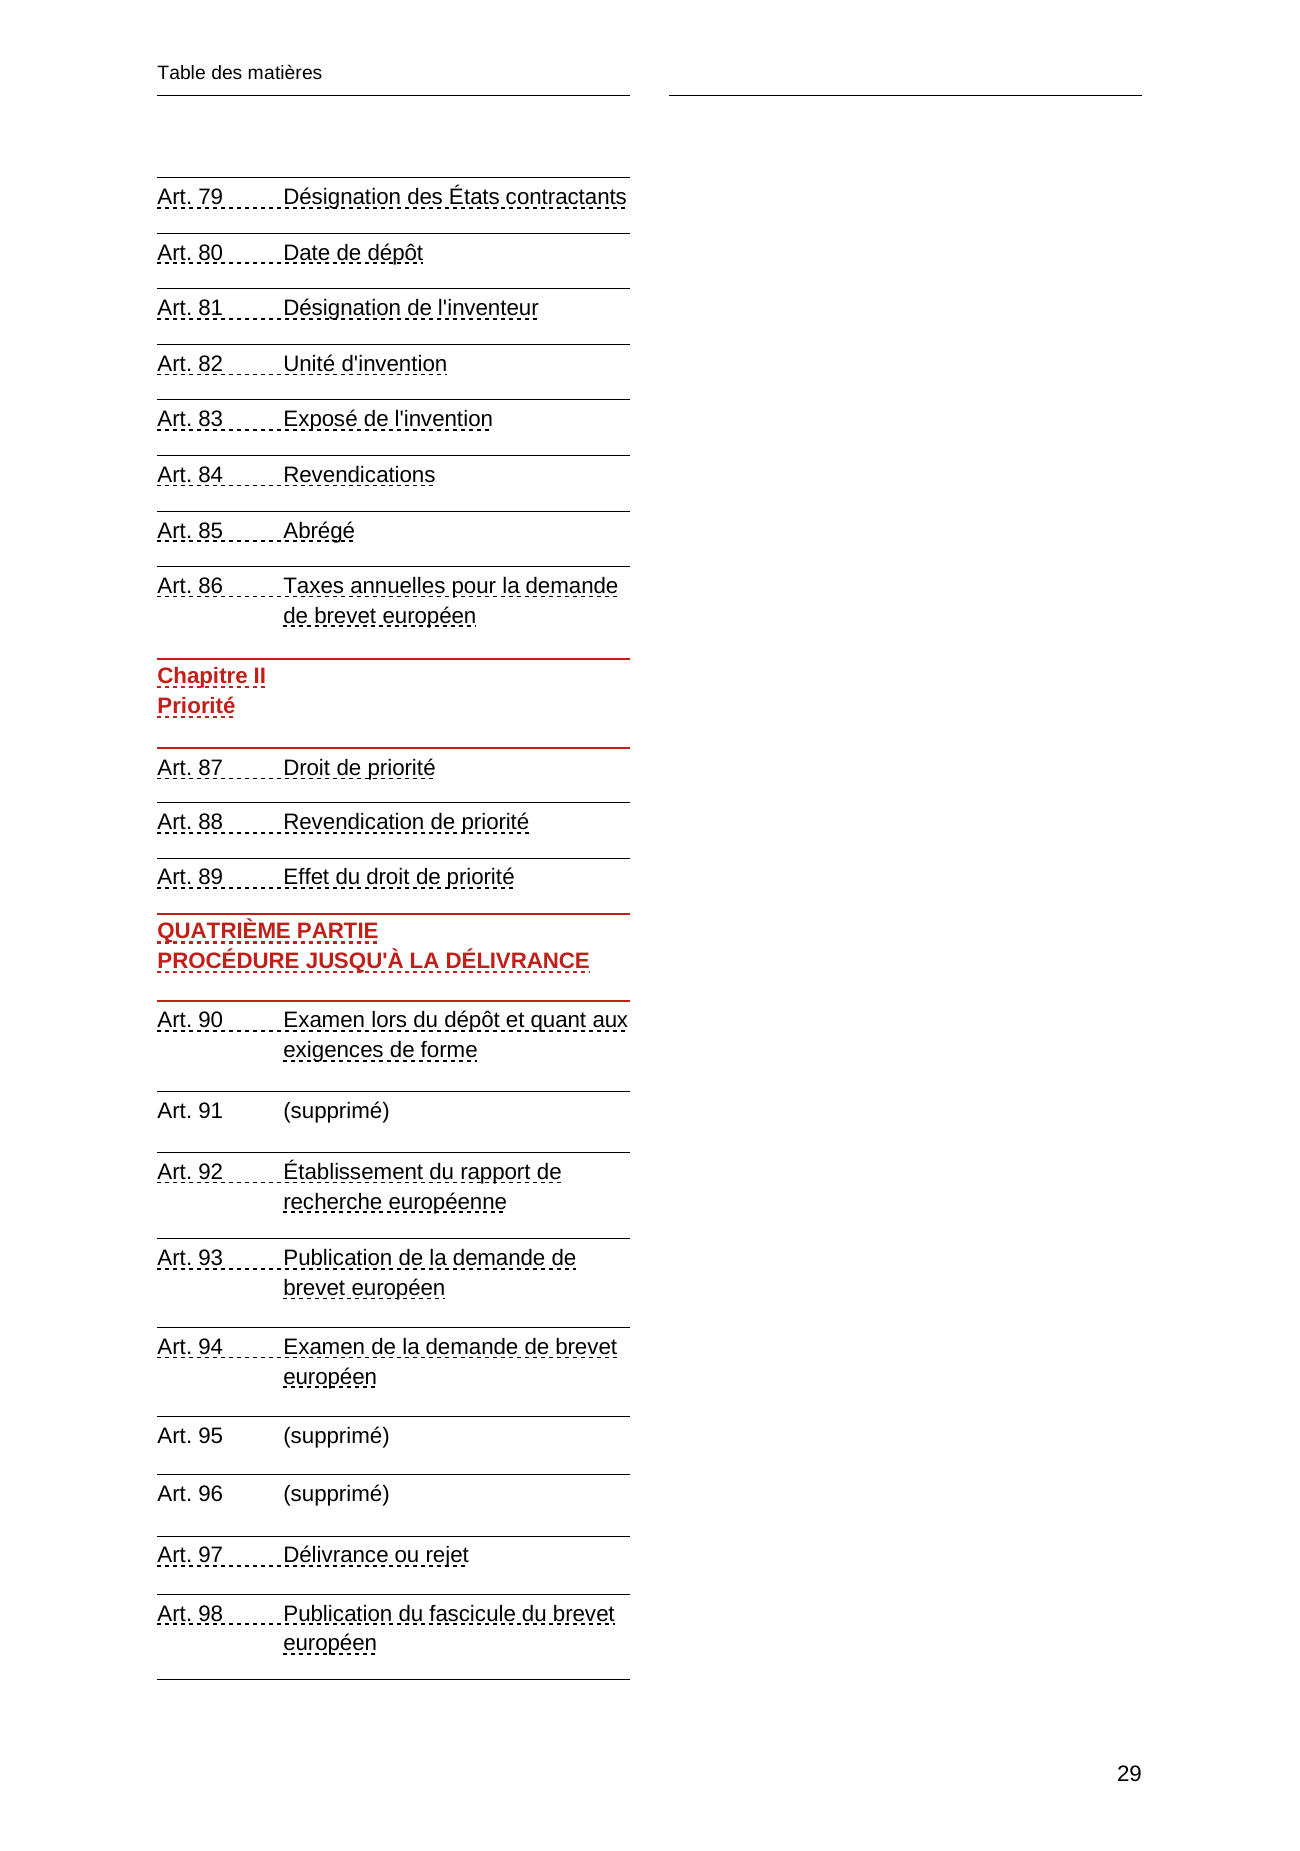 Table des matières
Art. 79 Désignation des États contractants
Art. 80 Date de dépôt
Art. 81 Désignation de l'inventeur
Art. 82 Unité d'invention
Art. 83 Exposé de l'invention
Art. 84 Revendications
Art. 85 Abrégé
Art. 86 Taxes annuelles pour la demande
de brevet européen
Chapitre II
Priorité
Art. 87 Droit de priorité
Art. 88 Revendication de priorité
Art. 89 Effet du droit de priorité
QUATRIÈME PARTIE
PROCÉDURE JUSQU'À LA DÉLIVRANCE
Art. 90 Examen lors du dépôt et quant aux
exigences de forme
Art. 91 (supprimé)
Art. 92 Établissement du rapport de
recherche européenne
Art. 93 Publication de la demande de
brevet européen
Art. 94 Examen de la demande de brevet
européen
Art. 95 (supprimé)
Art. 96 (supprimé)
Art. 97 Délivrance ou rejet
Art. 98 Publication du fascicule du brevet
européen
29